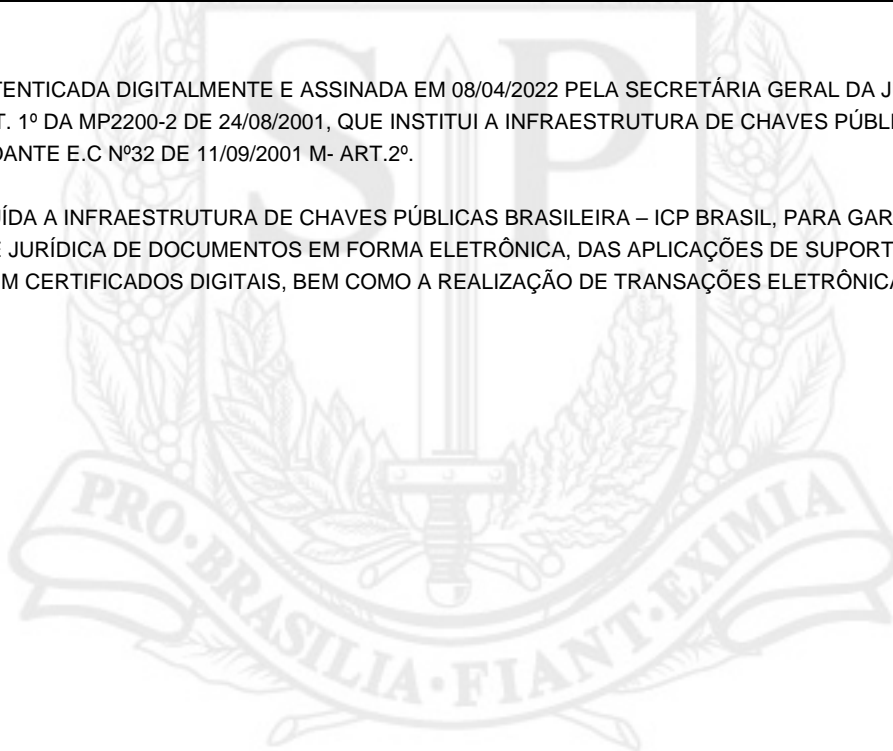 TENTICADA DIGITALMENTE E ASSINADA EM 08/04/2022 PELA SECRETÁRIA GERAL DA J
T. 1º DA MP2200-2 DE 24/08/2001, QUE INSTITUI A INFRAESTRUTURA DE CHAVES PÚBL
DANTE E.C Nº32 DE 11/09/2001 M- ART.2º.
ÍDA A INFRAESTRUTURA DE CHAVES PÚBLICAS BRASILEIRA – ICP BRASIL, PARA GAR
E JURÍDICA DE DOCUMENTOS EM FORMA ELETRÔNICA, DAS APLICAÇÕES DE SUPORT
M CERTIFICADOS DIGITAIS, BEM COMO A REALIZAÇÃO DE TRANSAÇÕES ELETRÔNICA
SP
PRO·BRASILIA·FIANT·EXIMIA